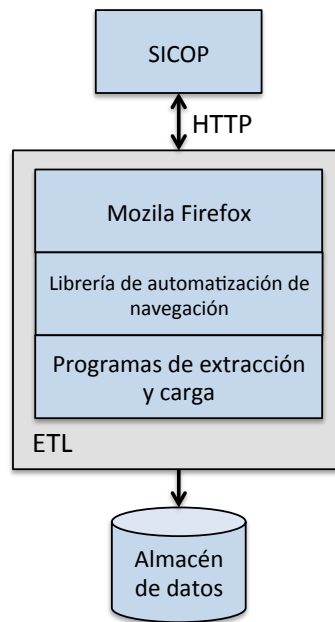 SICOP
HTTP
Mozila Firefox
Librería de automatización de
navegación
Programas de extracción
y carga
ETL
Almacén
de datos